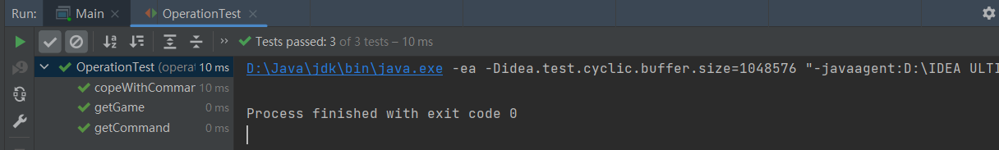 Run: Main × OperationTest ×
» Tests passed: 3 of 3 tests – 10 ms
OperationTest (operat 10 ms
copeWithCommar 10 ms
getGame 0 ms
getCommand 0 ms
D:\Java\jdk\bin\java.exe -ea -Didea.test.cyclic.buffer.size=1048576 "-javaagent:D:\IDEA ULTI
Process finished with exit code 0